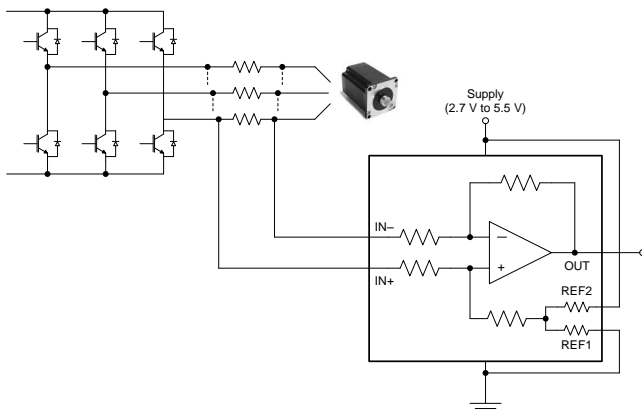 Supply
(2.7 V to 5.5 V)
IN–
–
IN+
+
OUT
REF2
REF1